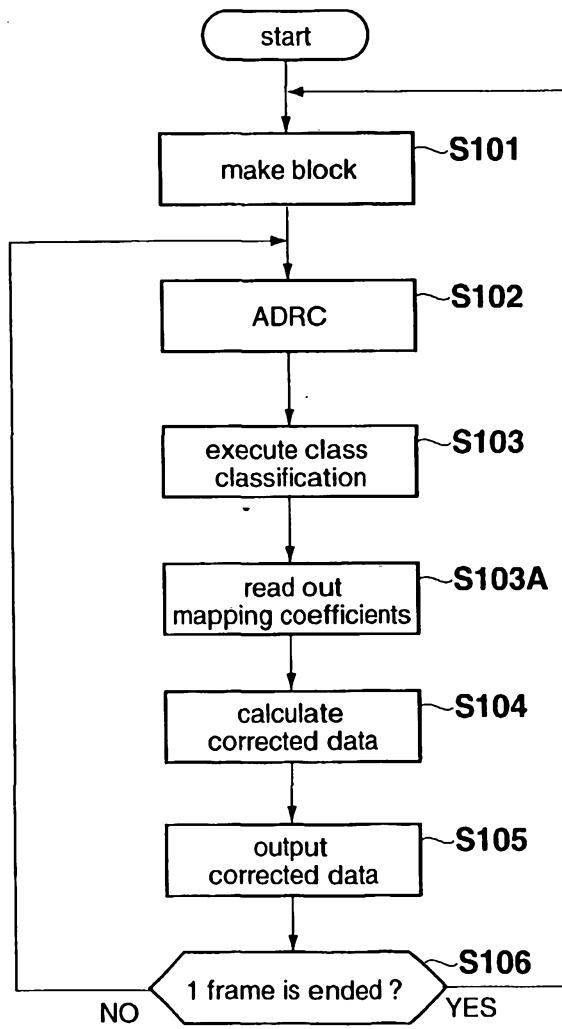 start
make block
S101
ADRC
S102
execute class
classification
S103
read out
mapping coefficients
S103A
calculate
corrected data
S104
output
corrected data
S105
1 frame is ended ?
S106
NO
YES